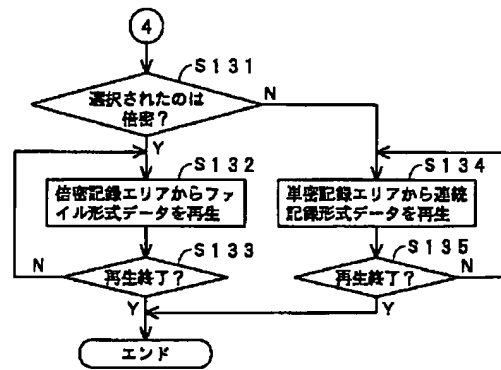 4
S131
選択されたのは
倍密？
N
Y
S132
S134
倍密記録エリアからファ
イル形式データを再生
単密記録エリアから連続
記録形式データを再生
S133
S135
N
再生終了？
再生終了？
N
Y
Y
エンド